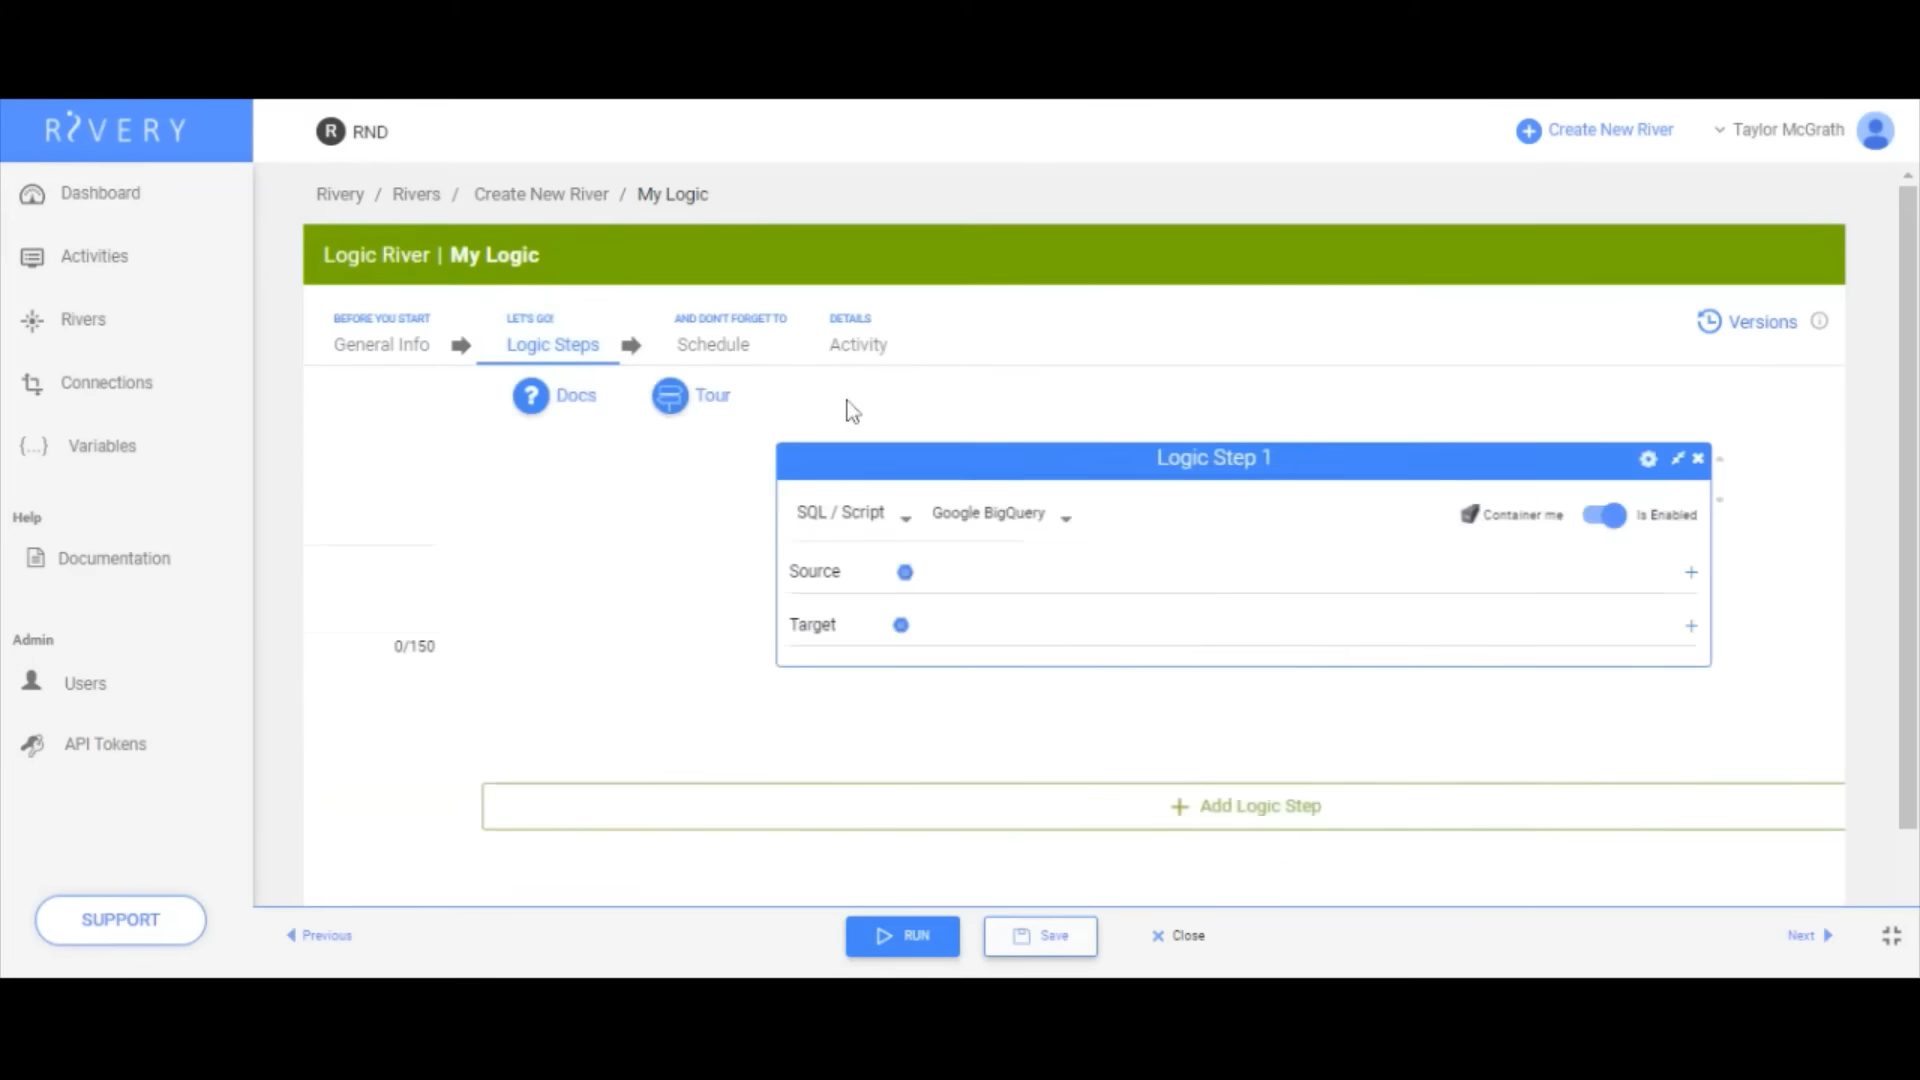 RIVERY
R RND
Create New River
Taylor McGrath
Dashboard
Activities
Rivers
Connections
{...} Variables
Help
Documentation
Admin
Users
API Tokens
SUPPORT
Rivery / Rivers / Create New River / My Logic
Logic River | My Logic
BEFORE YOU START
General Info
LET'S GO!
Logic Steps
AND DON'T FORGET TO
Schedule
DETAILS
Activity
Versions
? Docs
Tour
Logic Step 1
SQL / Script
Google BigQuery
Container me
Is Enabled
Source
+
Target
+
0/150
+ Add Logic Step
Previous
RUN
Save
Close
Next